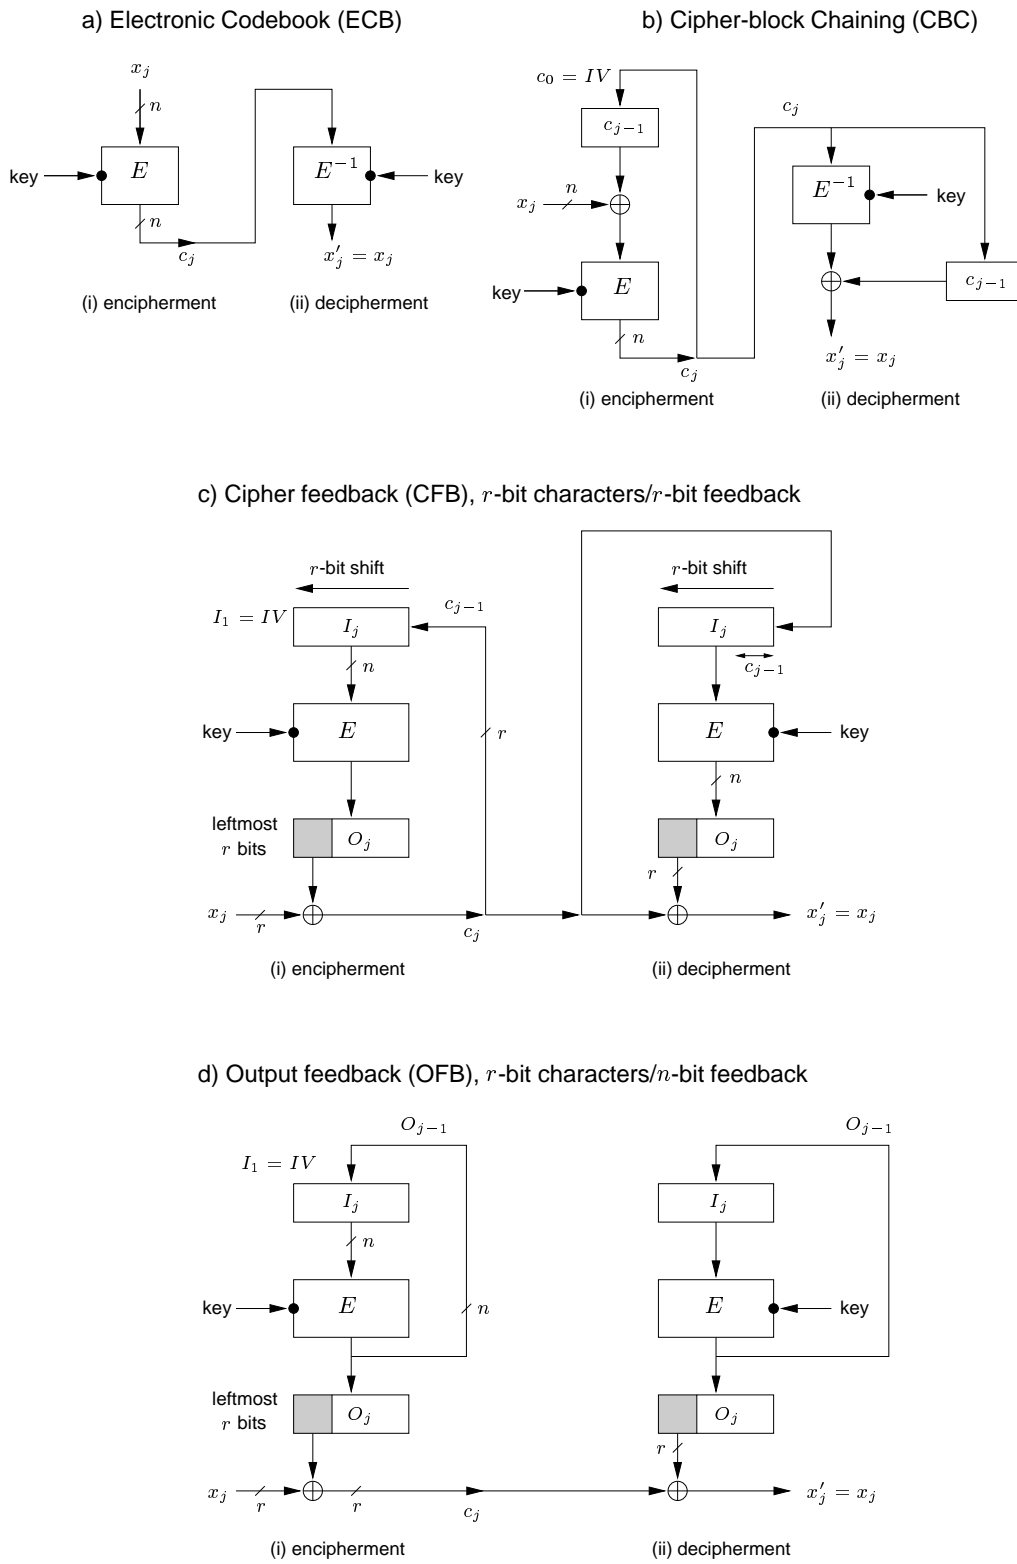 a) Electronic Codebook (ECB)
x_j
n
key
E
n
c_j
E^{-1}
key
x'_j = x_j
(i) encipherment
(ii) decipherment
b) Cipher-block Chaining (CBC)
c_0 = IV
c_{j-1}
x_j
n
key
E
n
c_j
c_j
E^{-1}
key
c_{j-1}
x'_j = x_j
(i) encipherment
(ii) decipherment
c) Cipher feedback (CFB), r-bit characters/r-bit feedback
r-bit shift
I_1 = IV
I_j
c_{j-1}
n
key
E
r
leftmost
r bits
O_j
x_j
r
c_j
(i) encipherment
r-bit shift
I_j
c_{j-1}
E
key
n
O_j
r
x'_j = x_j
(ii) decipherment
d) Output feedback (OFB), r-bit characters/n-bit feedback
O_{j-1}
I_1 = IV
I_j
n
key
E
n
leftmost
r bits
O_j
x_j
r
r
c_j
(i) encipherment
O_{j-1}
I_j
E
key
O_j
r
x'_j = x_j
(ii) decipherment